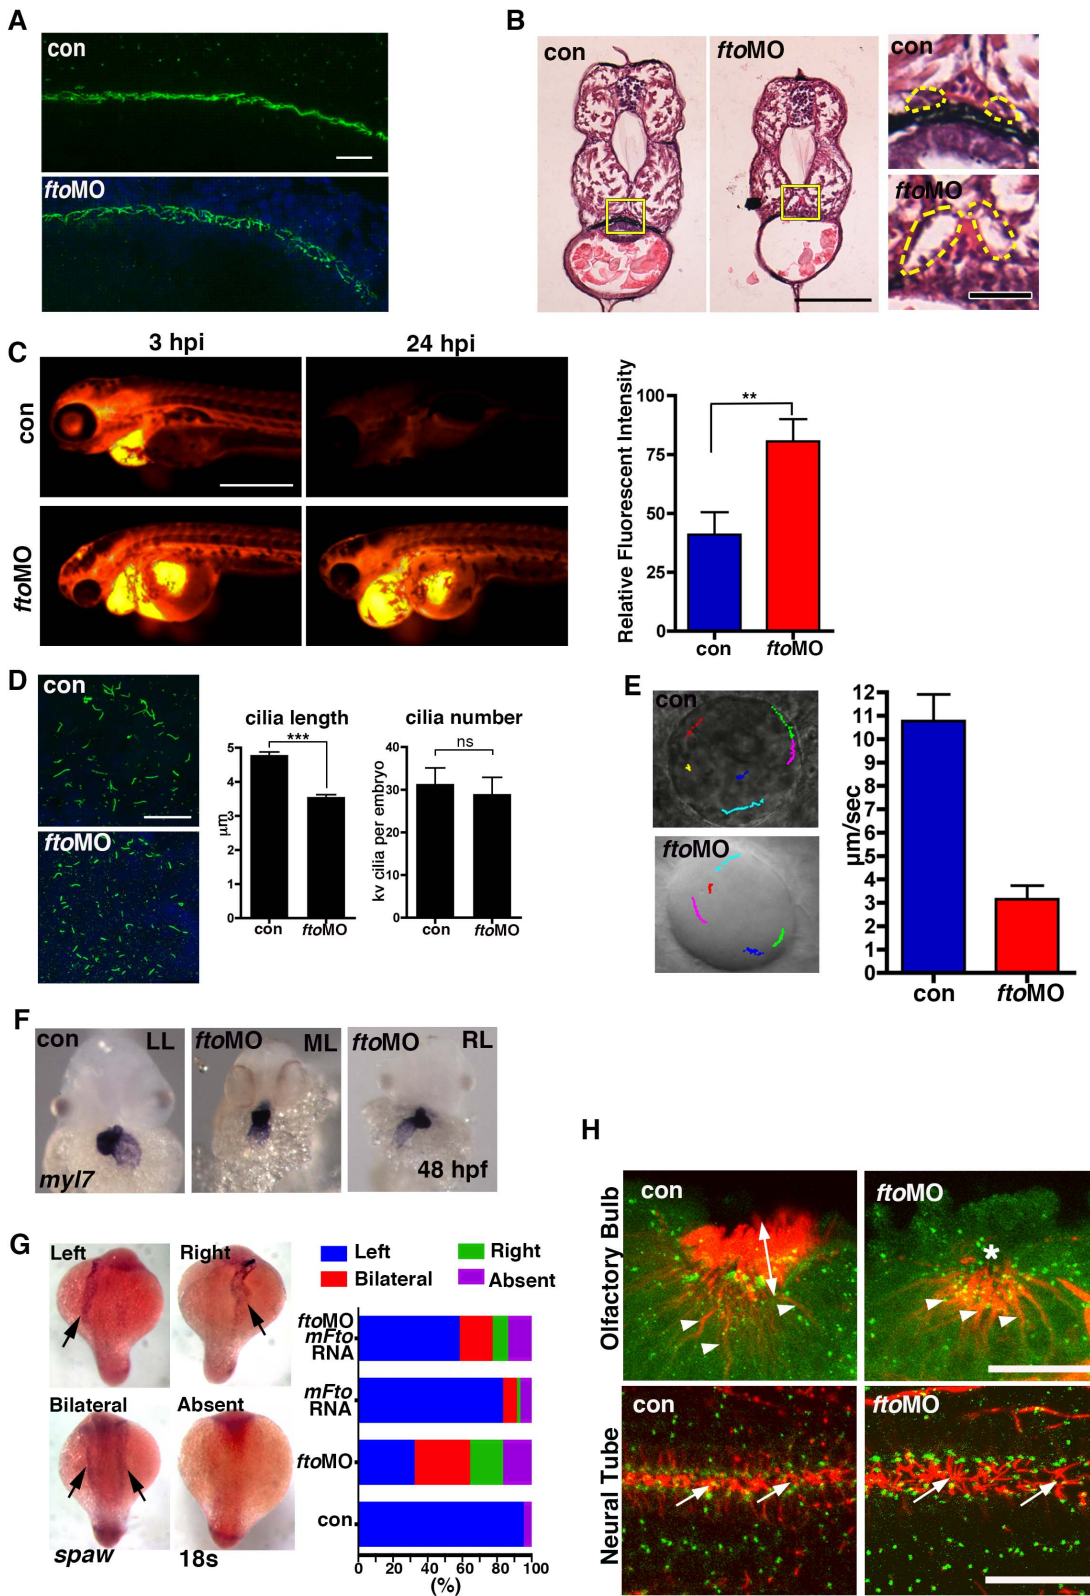 A
con
ftoMO
B
con
ftoMO
con
ftoMO
C
3 hpi
24 hpi
con
ftoMO
Relative Fluorescent Intensity
100
75
50
25
0
**
con
ftoMO
D
con
ftoMO
cilia length
***
5
4
3
2
1
0
µm
con
ftoMO
cilia number
ns
40
30
20
10
0
kv cilia per embryo
con
ftoMO
E
con
ftoMO
12
11
10
9
8
7
6
5
4
3
2
1
0
µm/sec
con
ftoMO
F
con
LL
ftoMO
ML
ftoMO
RL
myl7
48 hpf
G
Left
Right
Bilateral
Absent
spaw
18s
Left
Right
Bilateral
Absent
ftoMO
mFto
RNA
mFto
RNA
ftoMO
con
0 20 40 60 80 100
(%)
H
Olfactory Bulb
con
ftoMO
*
Neural Tube
con
ftoMO